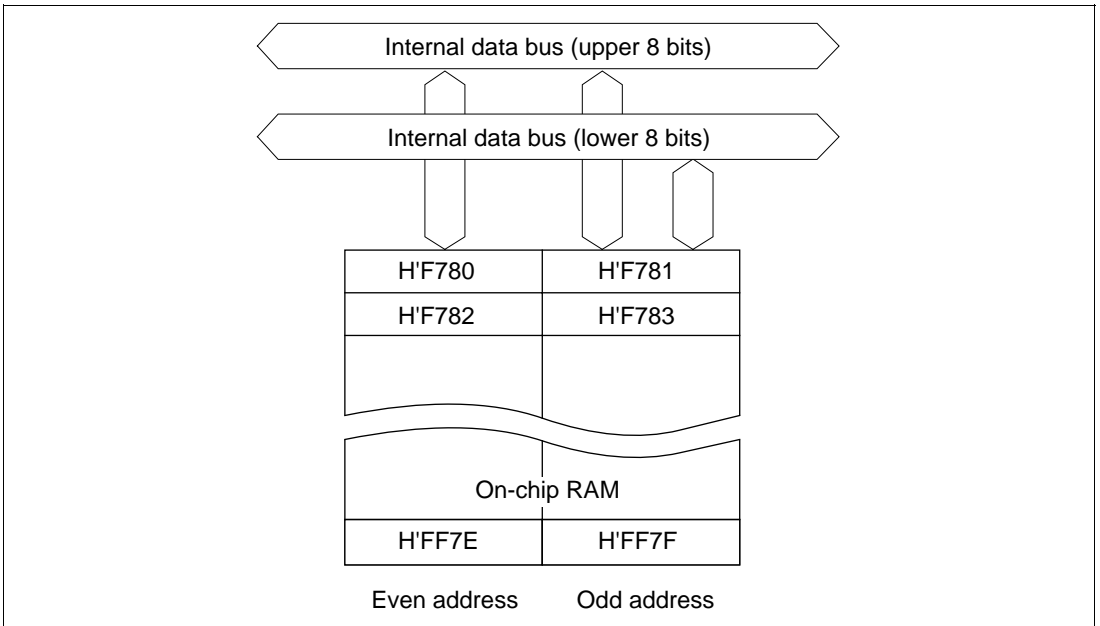 Internal data bus (upper 8 bits)
Internal data bus (lower 8 bits)
H'F780 H'F781
H'F782 H'F783
On-chip RAM
H'FF7E H'FF7F
Even address Odd address